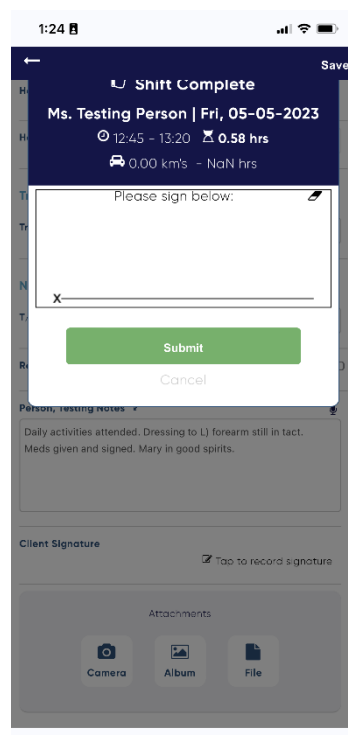 1:24
Save
Shift Complete
Ms. Testing Person | Fri, 05-05-2023
12:45 - 13:20 0.58 hrs
0.00 km's - NaN hrs
Please sign below:
X
Submit
Cancel
Person, Testing Notes
Daily activities attended. Dressing to L) forearm still in tact.
Meds given and signed. Mary in good spirits.
Client Signature
Tap to record signature
Attachments
Camera Album File